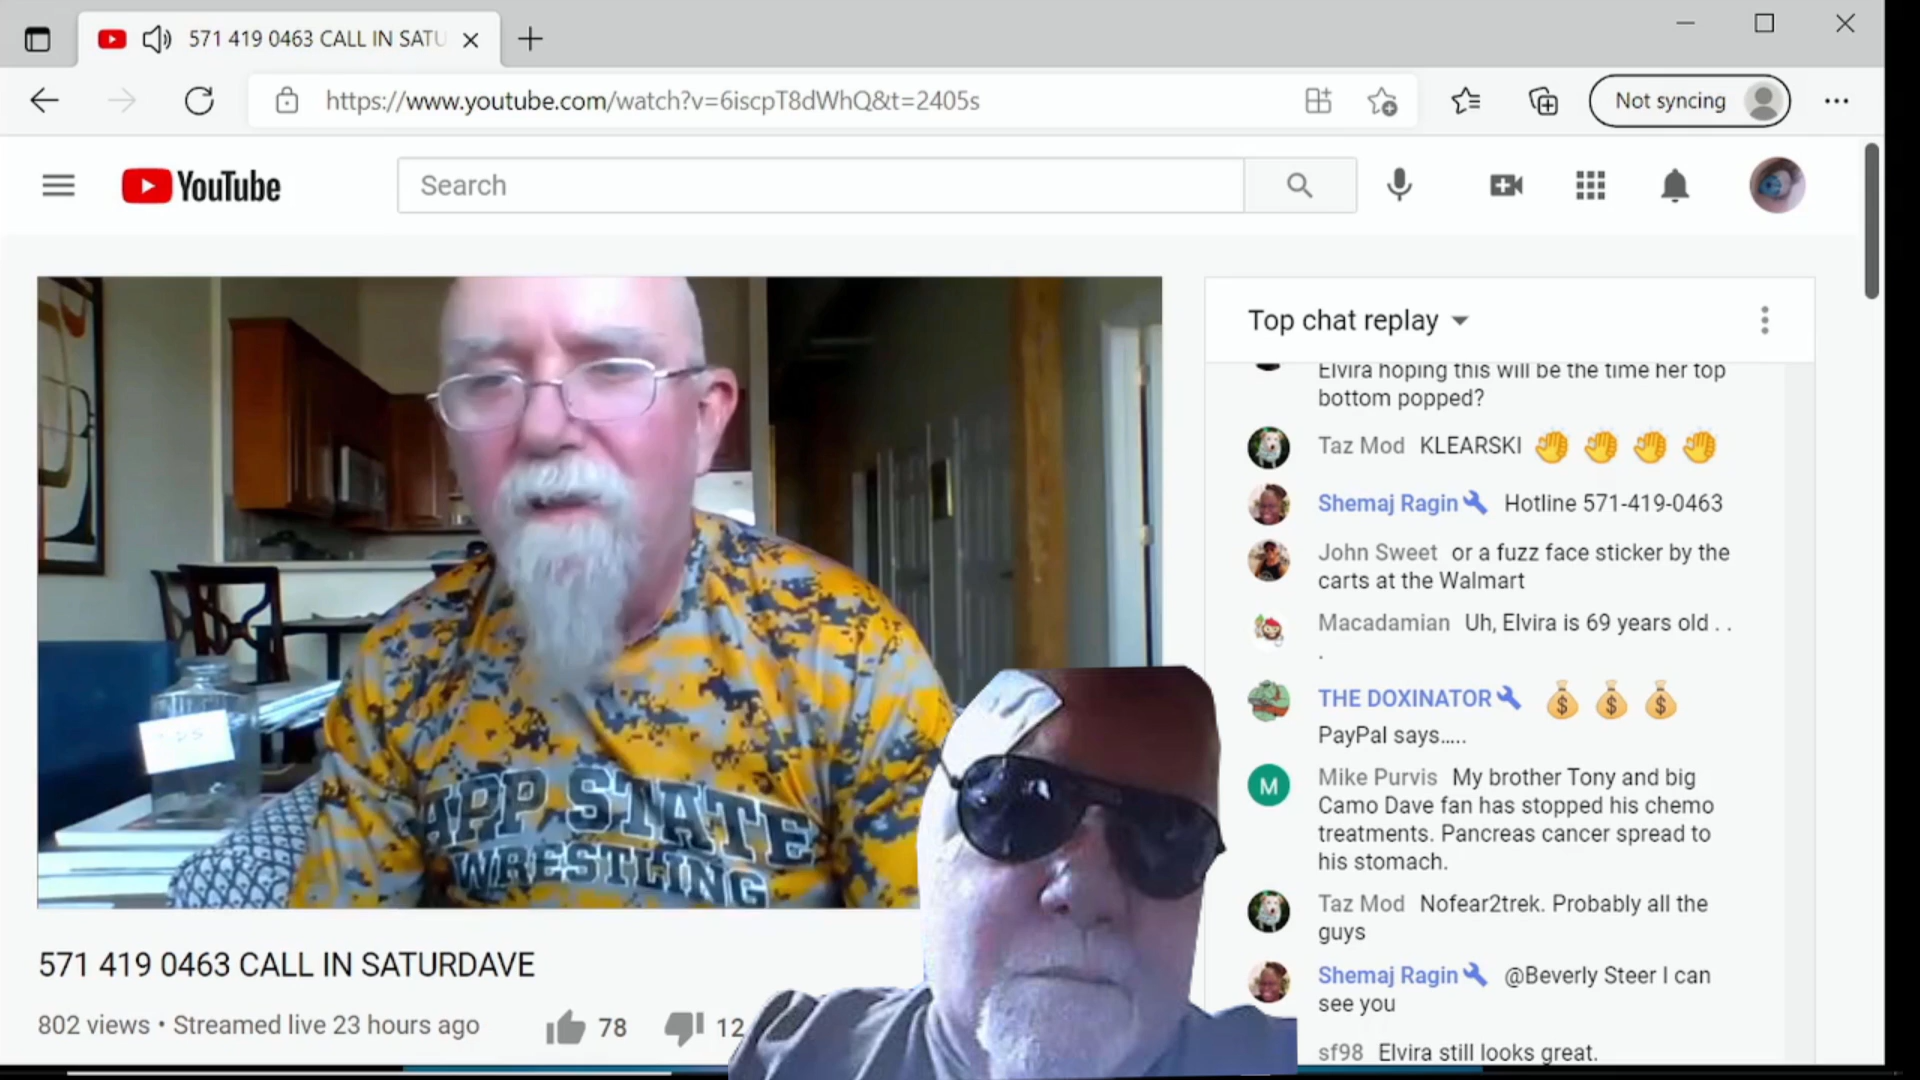 571 419 0463 CALL IN SATU
https://www.youtube.com/watch?v=6iscpT8dWhQ&t=2405s
Not syncing
YouTube
Search
APP STATE
WRESTLING
571 419 0463 CALL IN SATURDAVE
802 views • Streamed live 23 hours ago
78
12
Top chat replay
Elvira hoping this will be the time her top
bottom popped?
Taz Mod KLEARSKI
Shemaj Ragin Hotline 571-419-0463
John Sweet or a fuzz face sticker by the
carts at the Walmart
Macadamian Uh, Elvira is 69 years old . .
.
THE DOXINATOR
PayPal says.....
M
Mike Purvis My brother Tony and big
Camo Dave fan has stopped his chemo
treatments. Pancreas cancer spread to
his stomach.
Taz Mod Nofear2trek. Probably all the
guys
Shemaj Ragin @Beverly Steer I can
see you
sf98 Elvira still looks great.